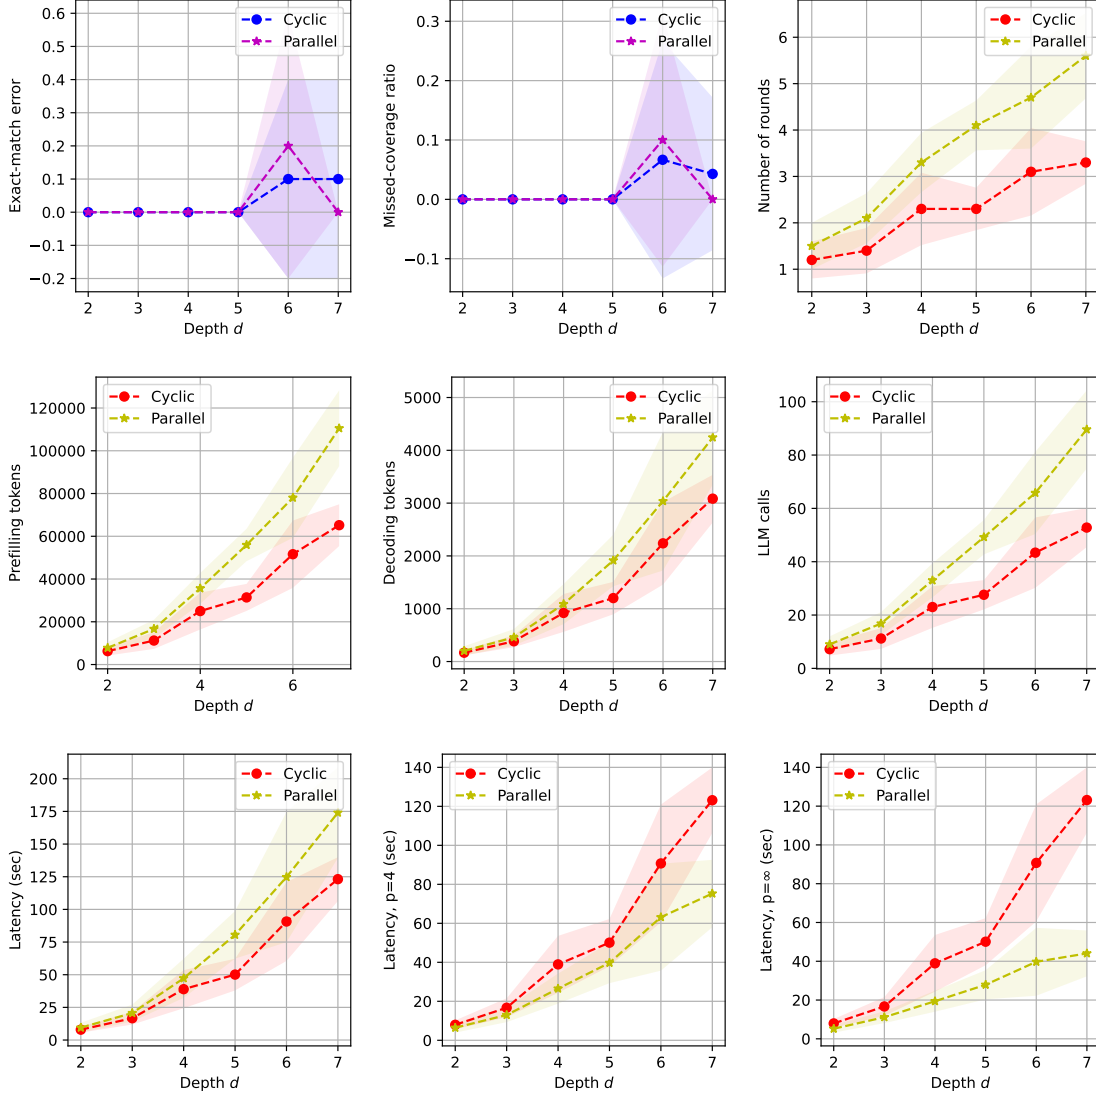 Exact-match error
0.6
0.5
0.4
0.3
0.2
0.1
0.0
−0.1
−0.2
Cyclic
Parallel
2 3 4 5 6 7
Depth d
Missed-coverage ratio
0.3
0.2
0.1
0.0
−0.1
Cyclic
Parallel
2 3 4 5 6 7
Depth d
Number of rounds
6
5
4
3
2
1
Cyclic
Parallel
2 3 4 5 6 7
Depth d
Prefilling tokens
120000
100000
80000
60000
40000
20000
0
Cyclic
Parallel
2 4 6
Depth d
Decoding tokens
5000
4000
3000
2000
1000
0
Cyclic
Parallel
2 3 4 5 6 7
Depth d
LLM calls
100
80
60
40
20
0
Cyclic
Parallel
2 3 4 5 6 7
Depth d
Latency (sec)
200
175
150
125
100
75
50
25
0
Cyclic
Parallel
2 3 4 5 6 7
Depth d
Latency, p=4 (sec)
140
120
100
80
60
40
20
0
Cyclic
Parallel
2 3 4 5 6 7
Depth d
Latency, p=∞ (sec)
140
120
100
80
60
40
20
0
Cyclic
Parallel
2 3 4 5 6 7
Depth d